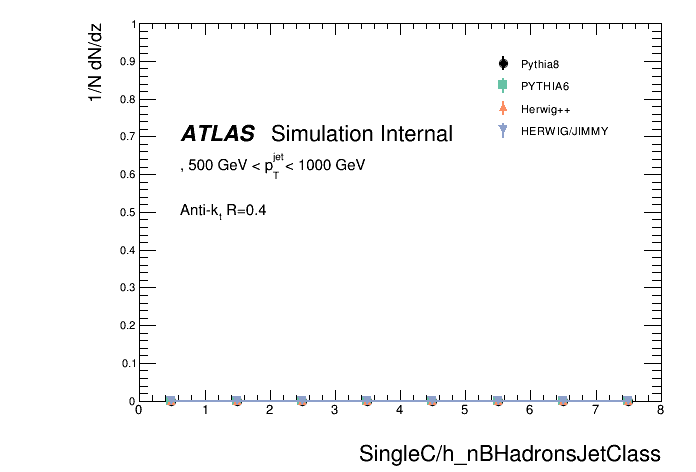 1/N dN/dz
1
0.9
0.8
0.7
0.6
0.5
0.4
0.3
0.2
0.1
0
Pythia8
PYTHIA6
Herwig++
HERWIG/JIMMY
ATLAS Simulation Internal
, 500 GeV < p_T^jet < 1000 GeV
Anti-k_t R=0.4
0 1 2 3 4 5 6 7 8
SingleC/h_nBHadronsJetClass